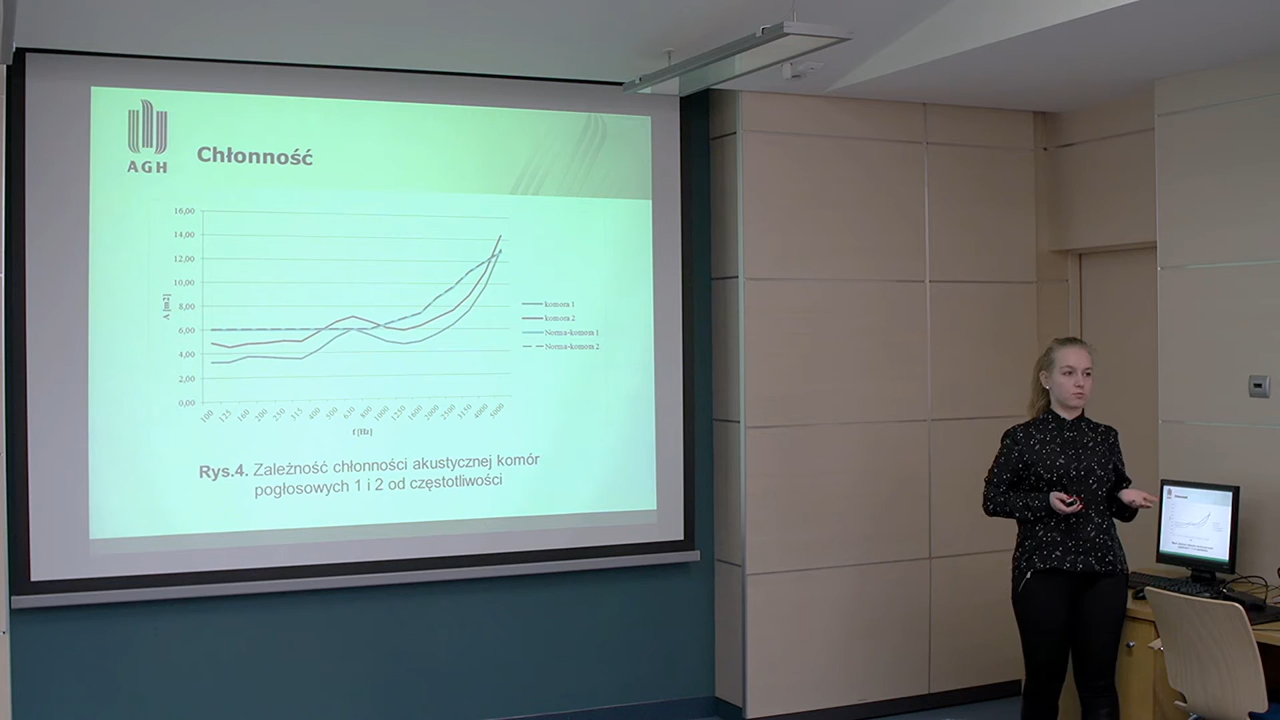 AGH
Chłonność
16,00
14,00
12,00
10,00
8,00
6,00
4,00
2,00
0,00
A [m2]
100
125
160
200
250
315
400
500
630
800
1000
1250
1600
2000
2500
3150
4000
5000
f [Hz]
komora 1
komora 2
Norma-komora 1
Norma-komora 2
Rys.4. Zależność chłonności akustycznej komór
pogłosowych 1 i 2 od częstotliwości
Chłonność